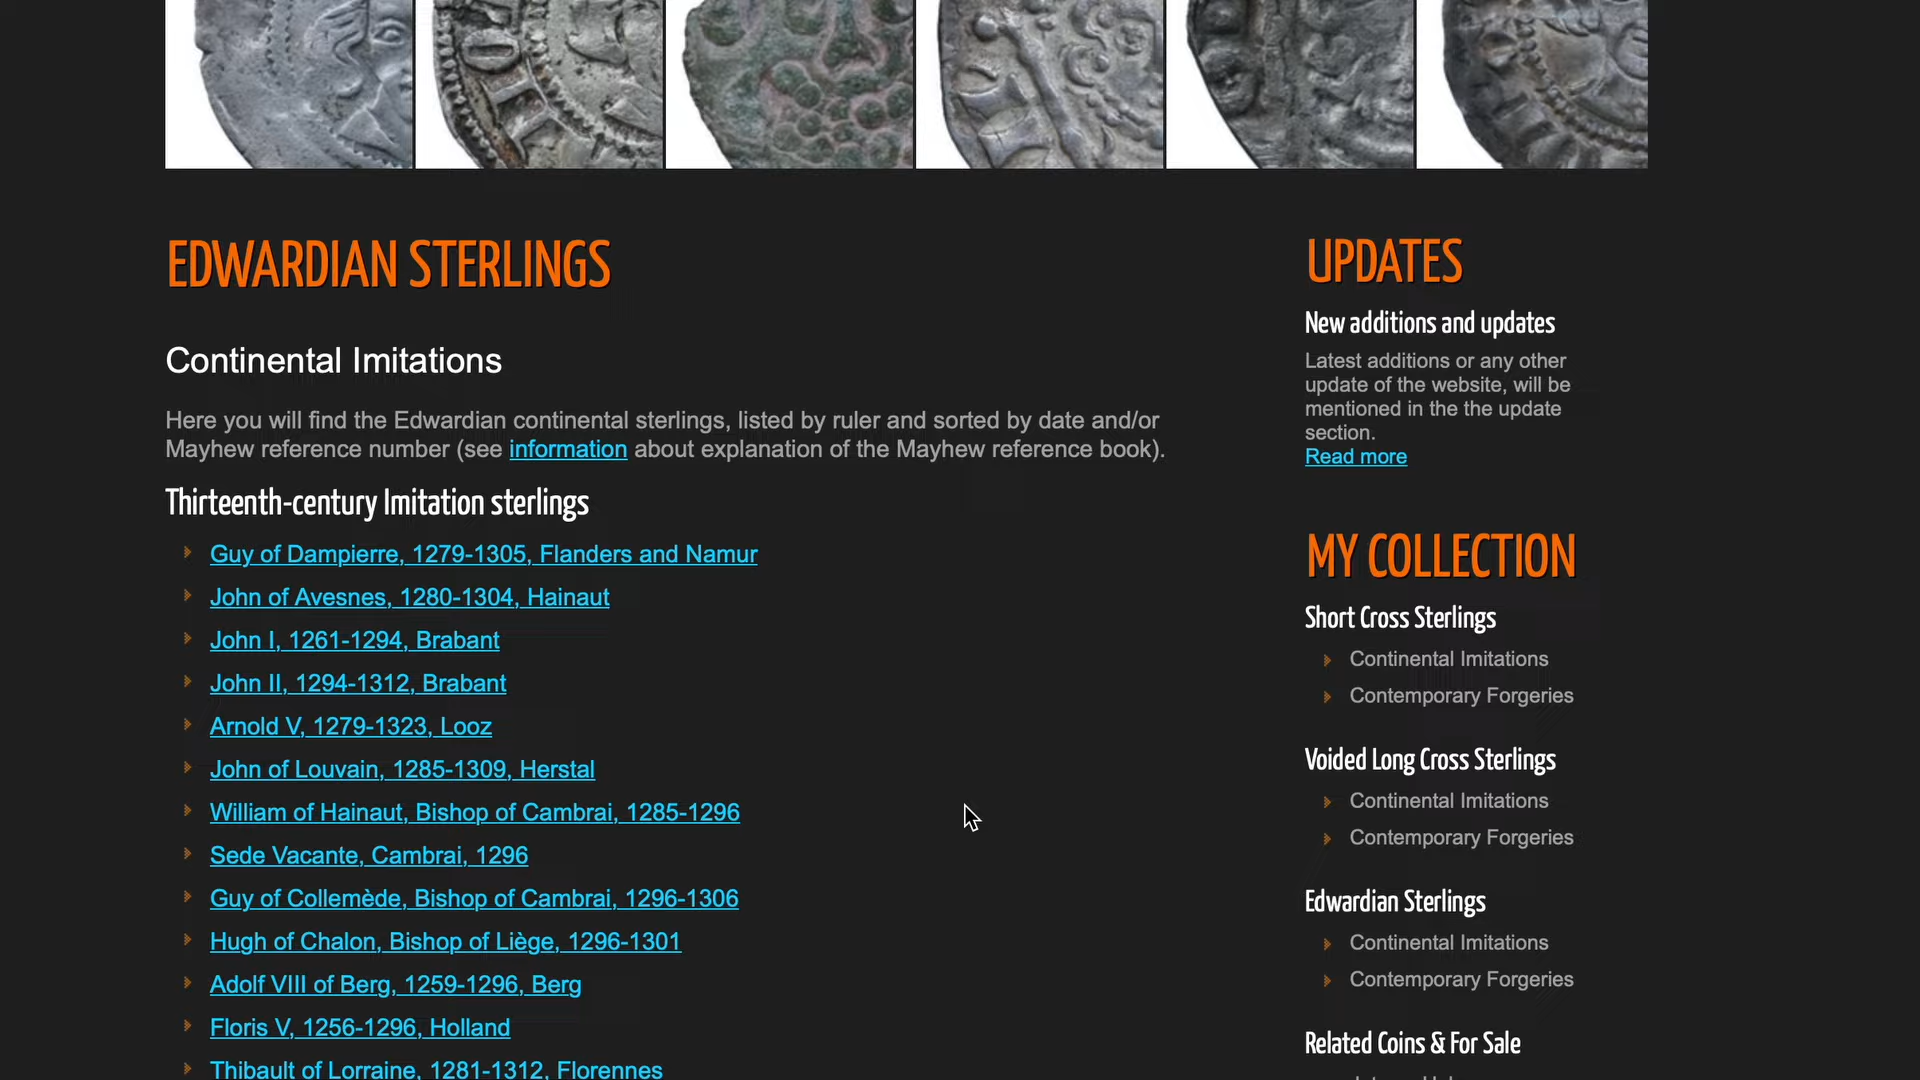 EDWARDIAN STERLINGS
Continental Imitations
Here you will find the Edwardian continental sterlings, listed by ruler and sorted by date and/or
Mayhew reference number (see information about explanation of the Mayhew reference book).
Thirteenth-century Imitation sterlings
Guy of Dampierre, 1279-1305, Flanders and Namur
John of Avesnes, 1280-1304, Hainaut
John I, 1261-1294, Brabant
John II, 1294-1312, Brabant
Arnold V, 1279-1323, Looz
John of Louvain, 1285-1309, Herstal
William of Hainaut, Bishop of Cambrai, 1285-1296
Sede Vacante, Cambrai, 1296
Guy of Collemède, Bishop of Cambrai, 1296-1306
Hugh of Chalon, Bishop of Liège, 1296-1301
Adolf VIII of Berg, 1259-1296, Berg
Floris V, 1256-1296, Holland
Thibault of Lorraine, 1281-1312, Florennes
UPDATES
New additions and updates
Latest additions or any other
update of the website, will be
mentioned in the the update
section.
Read more
MY COLLECTION
Short Cross Sterlings
Continental Imitations
Contemporary Forgeries
Voided Long Cross Sterlings
Continental Imitations
Contemporary Forgeries
Edwardian Sterlings
Continental Imitations
Contemporary Forgeries
Related Coins & For Sale